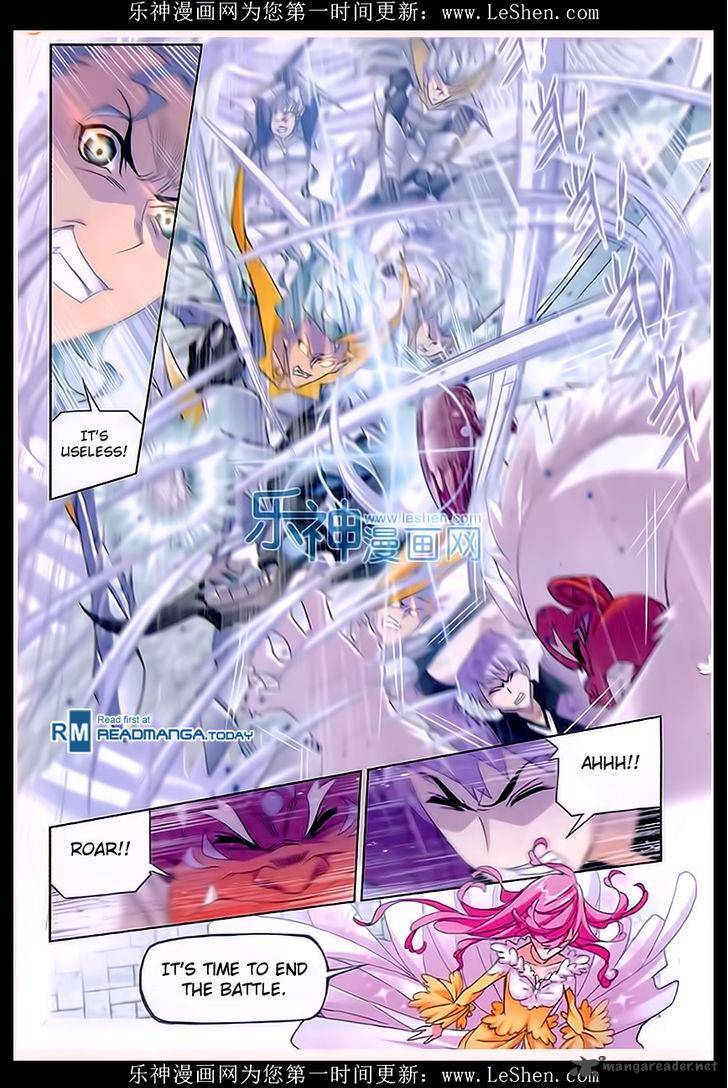 乐神漫画网为您第一时间更新：www.LeShen.com
IT'S
USELESS!
乐神漫画网
www.leshen.com
RM
Read first at
READMANGA.TODAY
AHHH!!
ROAR!!
IT'S TIME TO END
THE BATTLE.
乐神漫画网为您第一时间更新：www.LeShen.com
mangareader.net